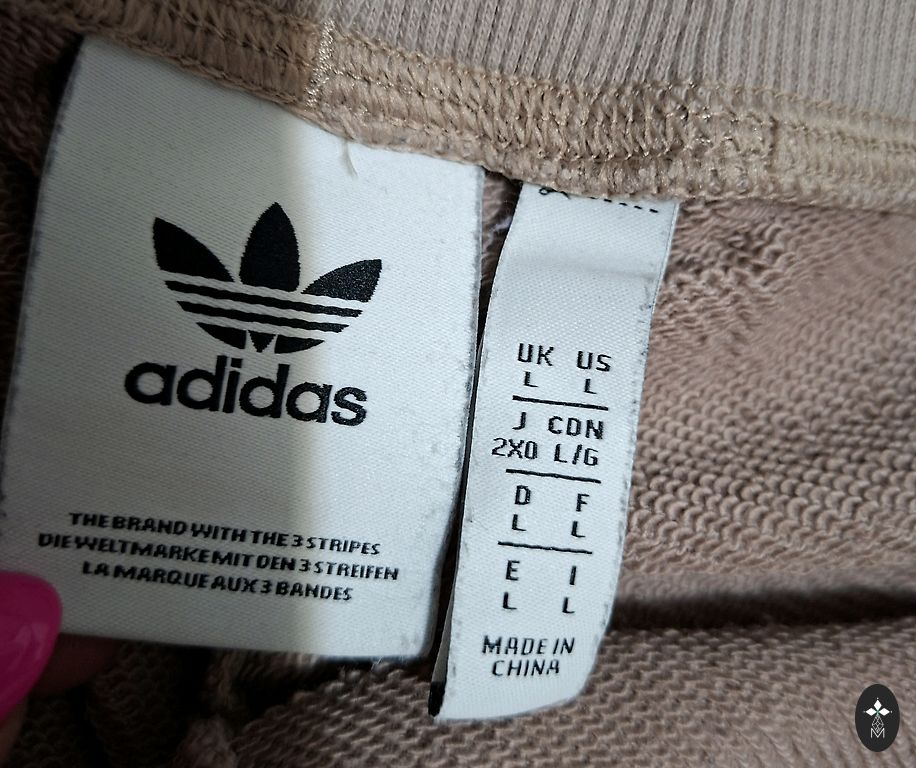 adidas
THE BRAND WITH THE 3 STRIPES
DIE WELTMARKE MIT DEN 3 STREIFEN
LA MARQUE AUX 3 BANDES
UK US
L L
J CDN
2XO L/G
D F
L L
E I
L L
MADE IN
CHINA
M